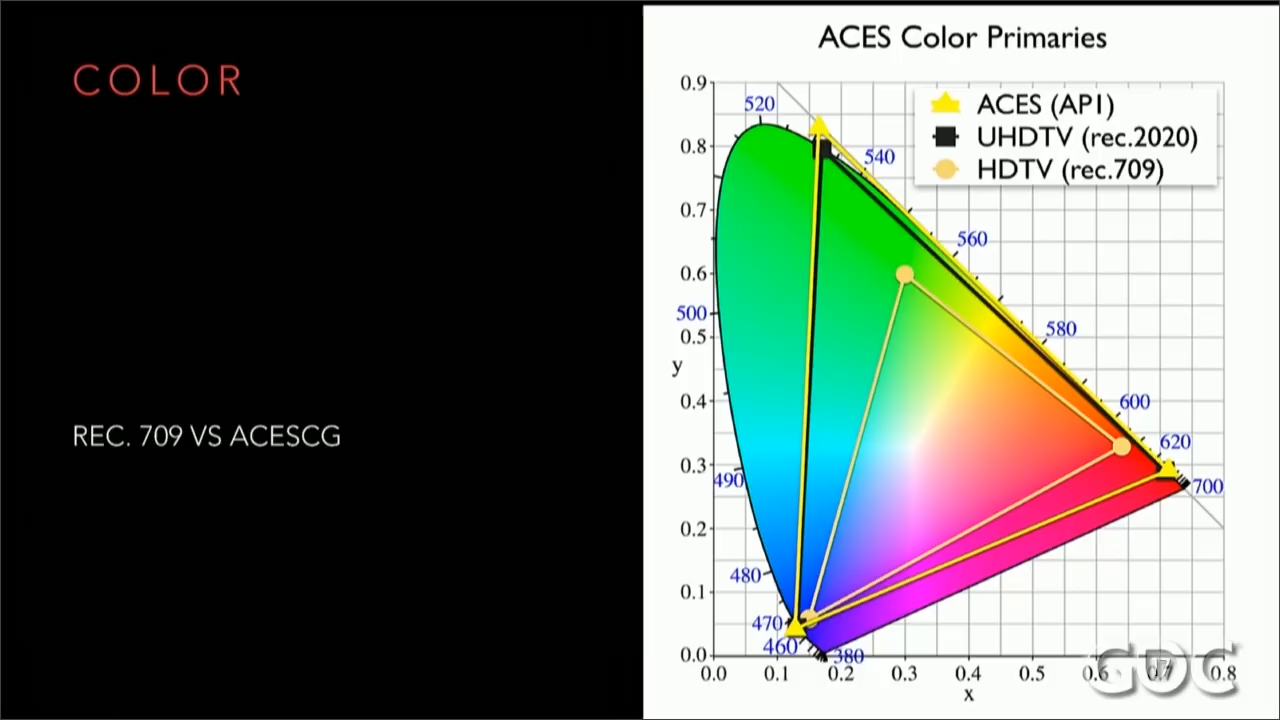 COLOR
REC. 709 VS ACESCG
ACES Color Primaries
ACES (AP1)
UHDTV (rec.2020)
HDTV (rec.709)
0.9
0.8
0.7
0.6
0.5
y
0.4
0.3
0.2
0.1
0.0
520
540
560
580
600
620
700
500
490
480
470
460
380
0.0 0.1 0.2 0.3 0.4 0.5 0.6 0.7 0.8
x
GDC